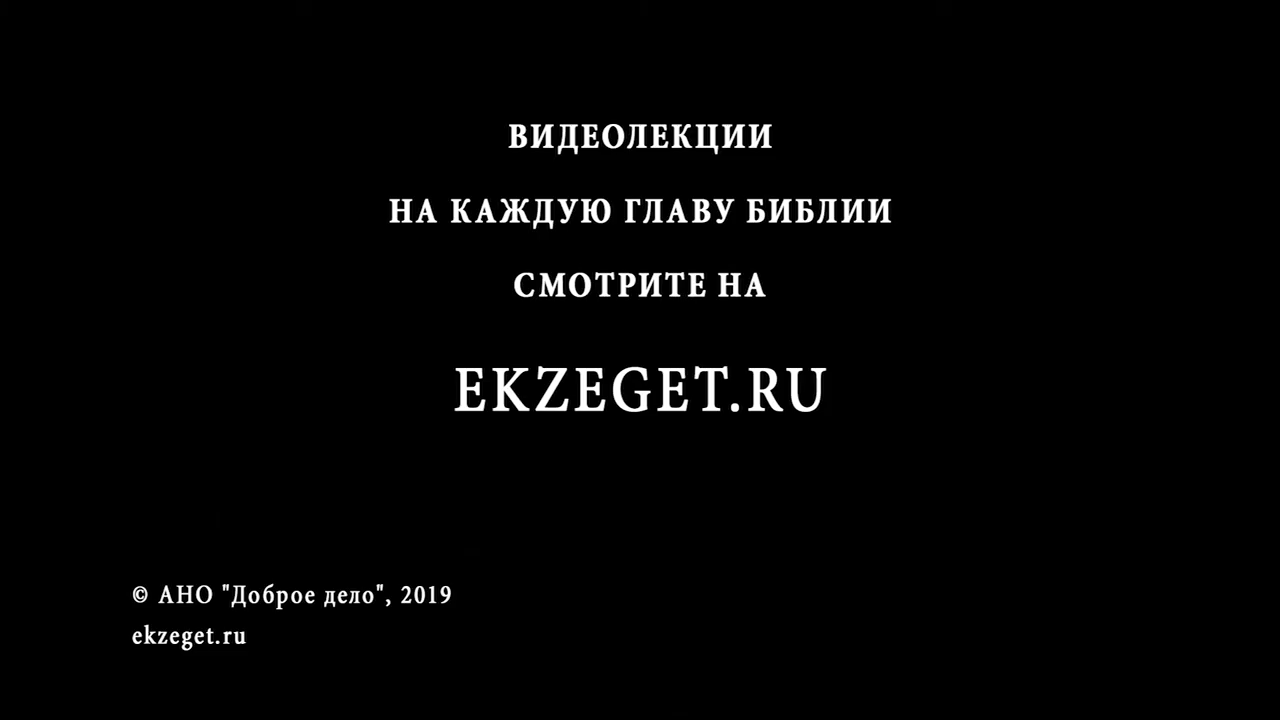 ВИДЕОЛЕКЦИИ
НА КАЖДУЮ ГЛАВУ БИБЛИИ
СМОТРИТЕ НА
EKZEGET.RU
© АНО "Доброе дело", 2019
ekzeget.ru